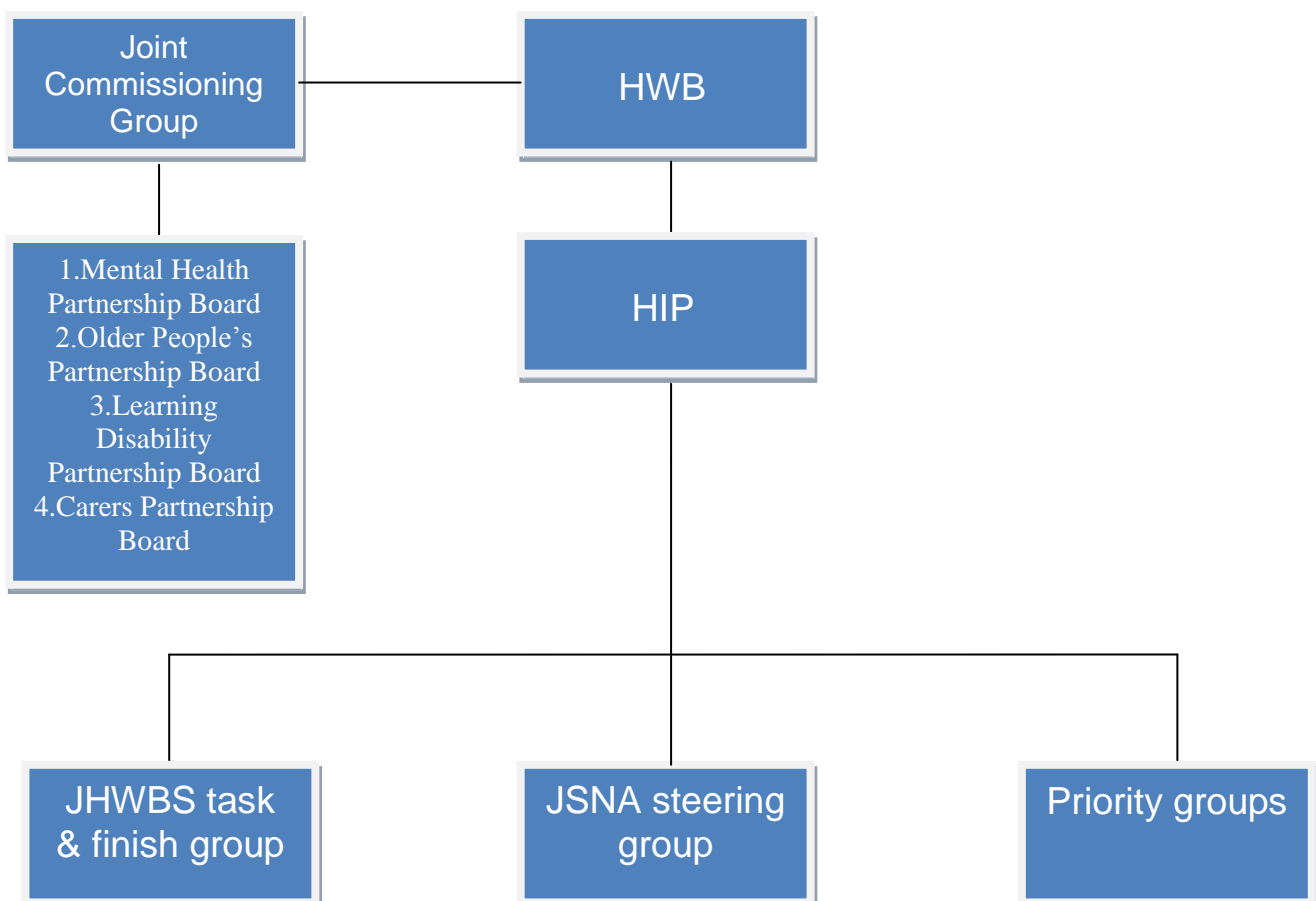 Joint
Commissioning
Group
HWB
1.Mental Health
Partnership Board
2.Older People’s
Partnership Board
3.Learning
Disability
Partnership Board
4.Carers Partnership
Board
HIP
JHWBS task
& finish group
JSNA steering
group
Priority groups